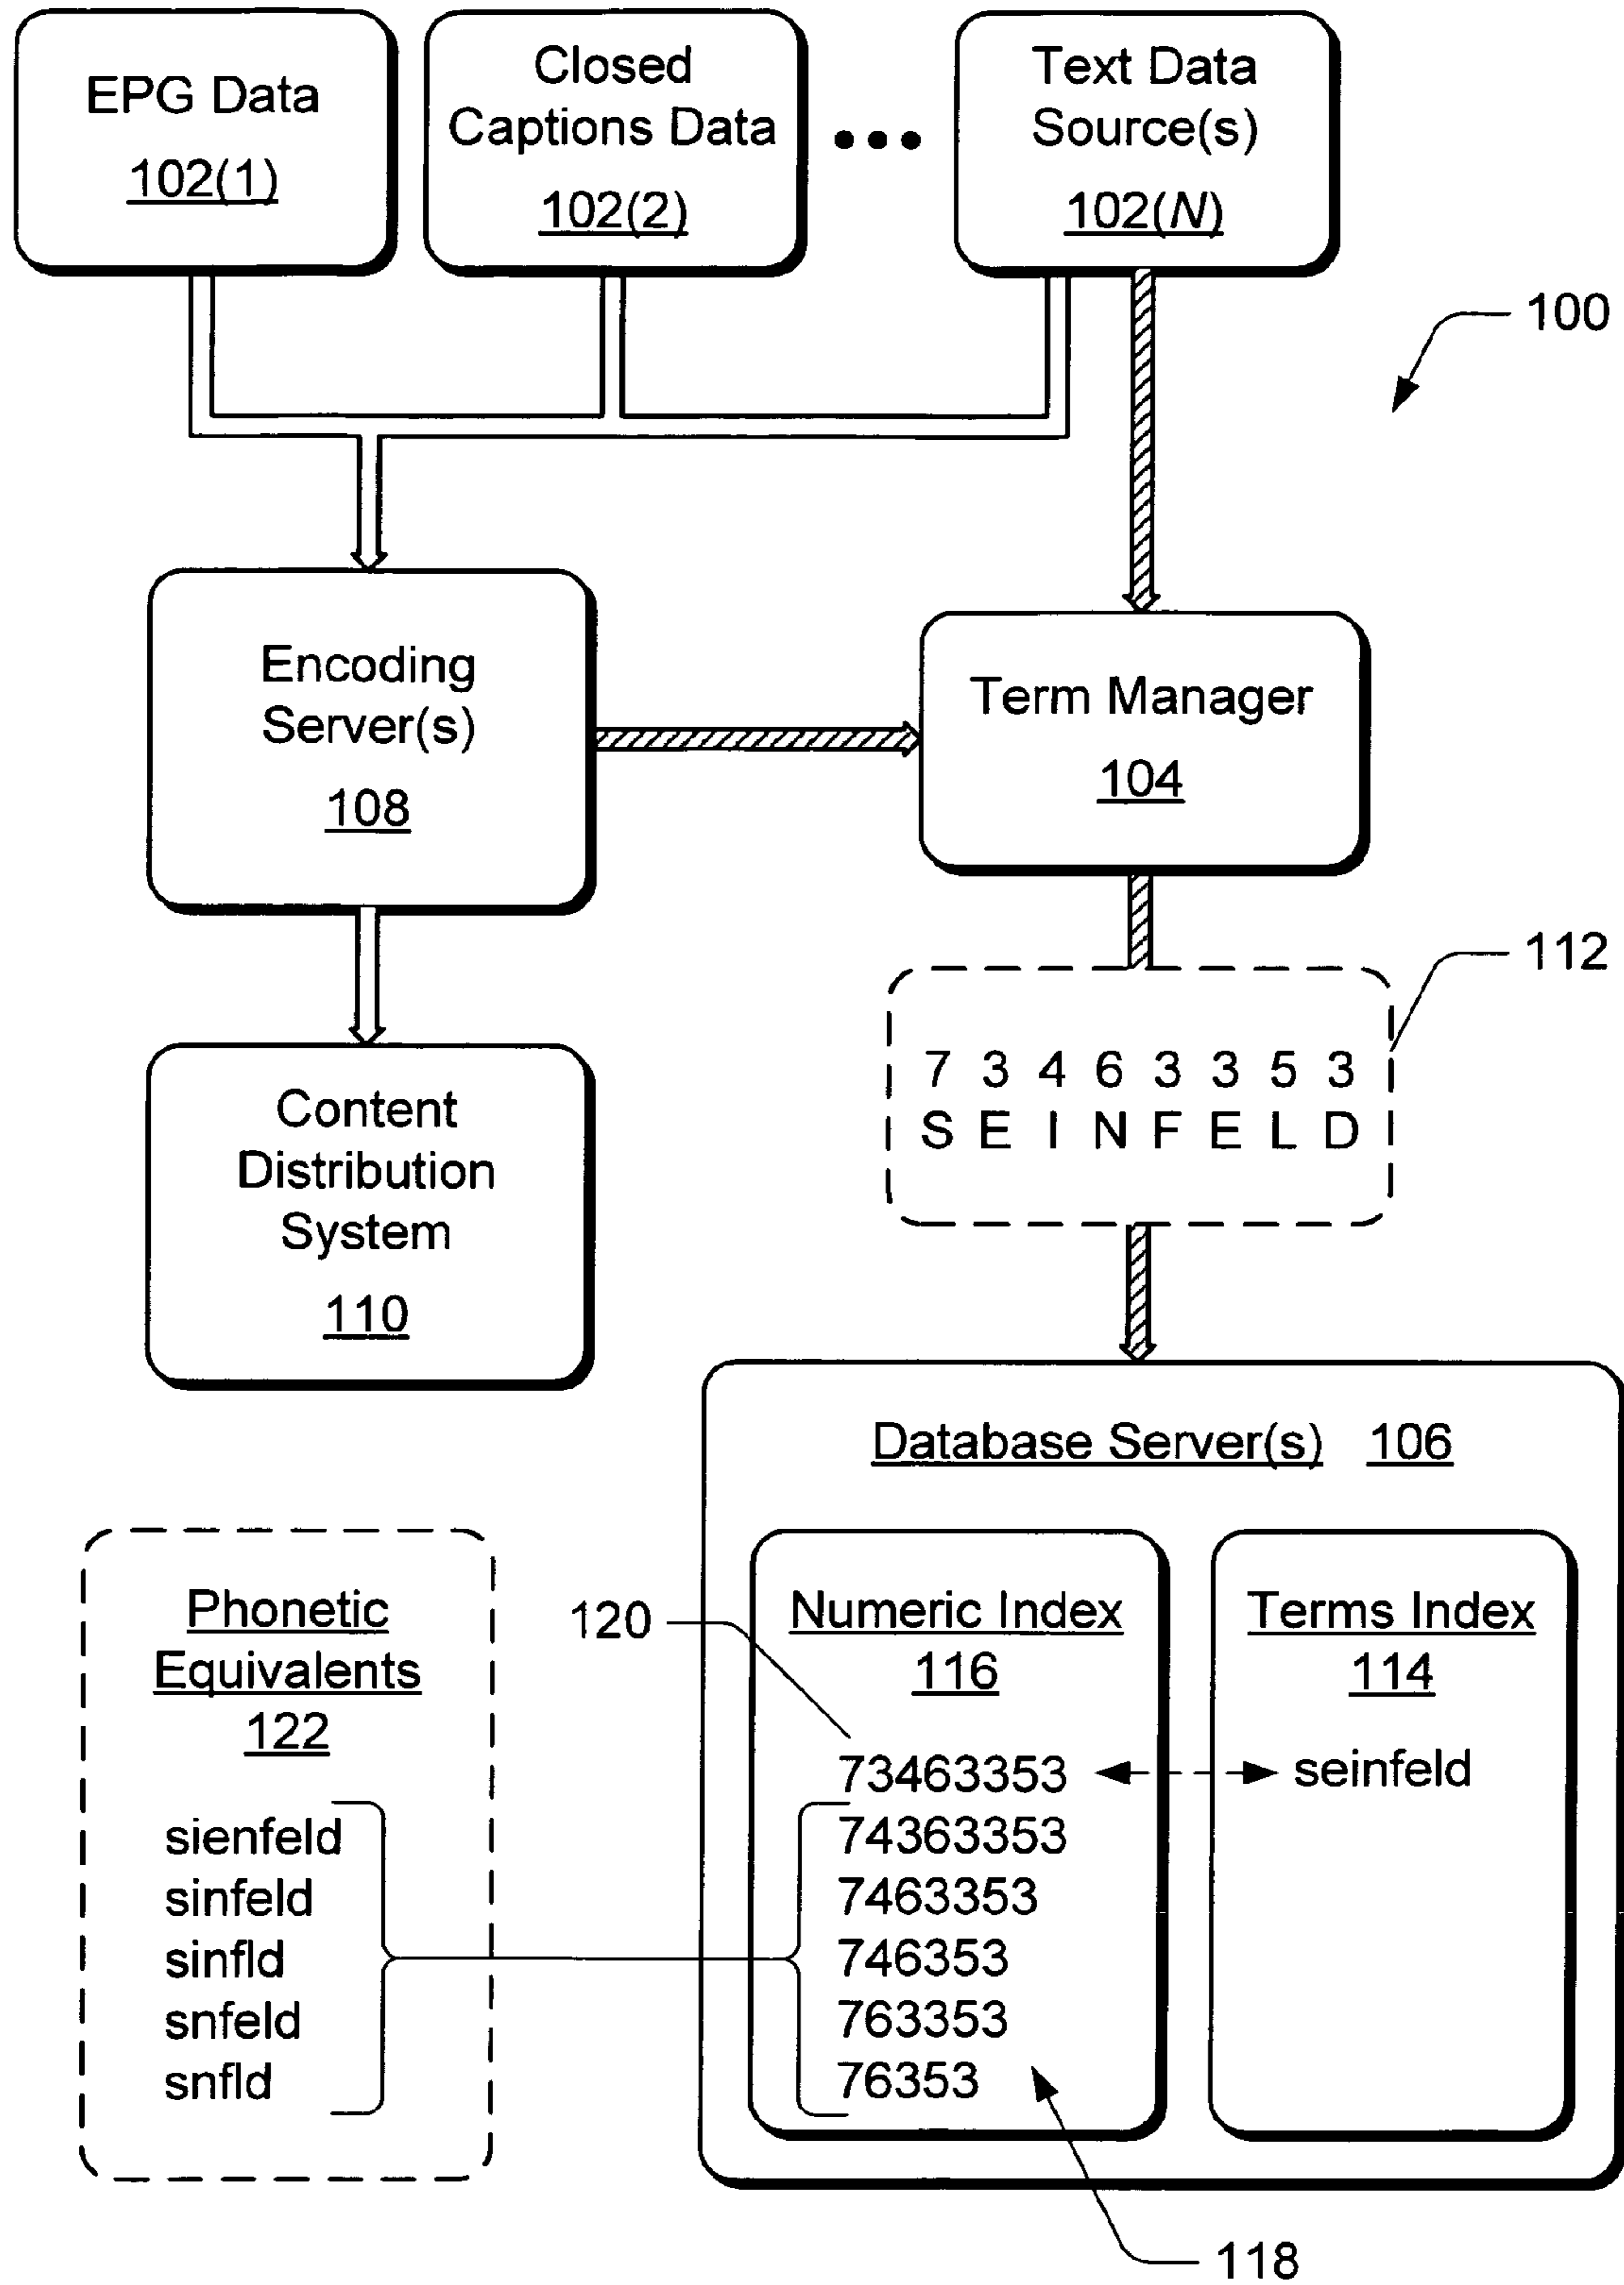 EPG Data
102(1)
Closed
Captions Data
102(2)
•••
Text Data
Source(s)
102(N)
100
Encoding
Server(s)
108
Term Manager
104
112
7 3 4 6 3 3 5 3
S E I N F E L D
Content
Distribution
System
110
Database Server(s) 106
Phonetic
Equivalents
122
sienfeld
sinfeld
sinfld
snfeld
snfld
120
Numeric Index
116
73463353
74363353
7463353
746353
763353
76353
Terms Index
114
seinfeld
118